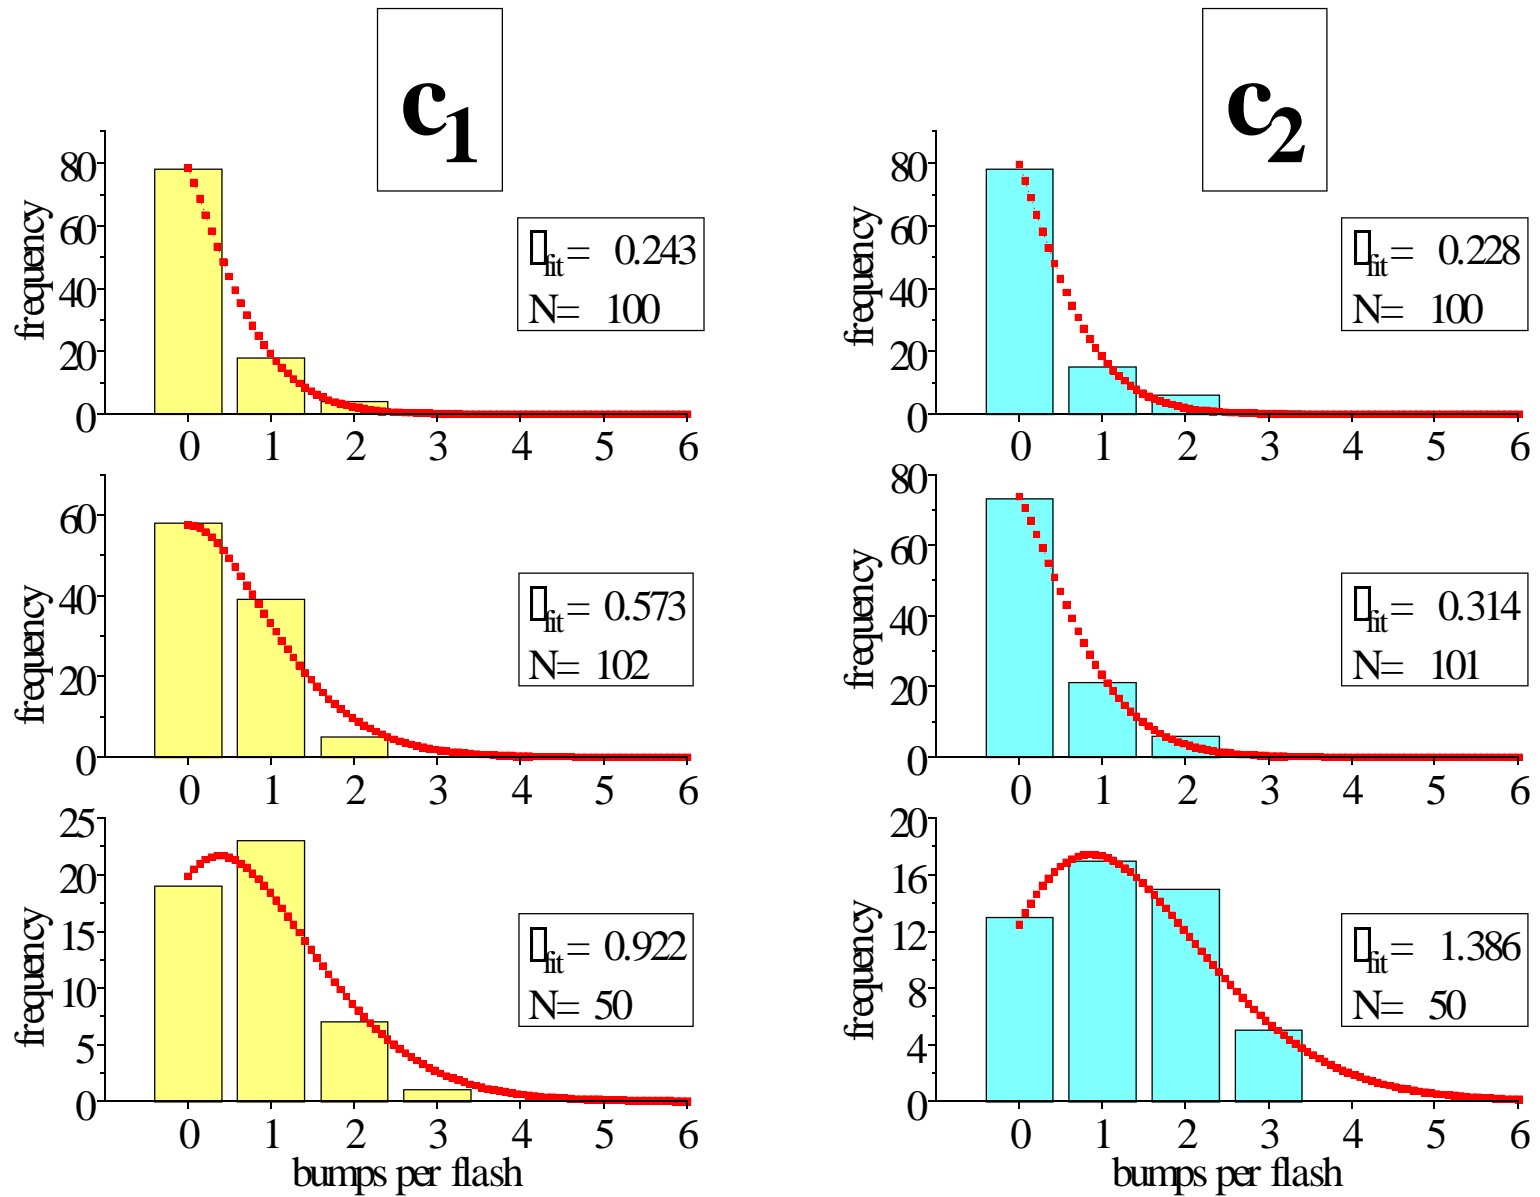 c1
c2
frequency
80
60
40
20
0
0 1 2 3 4 5 6
▯fit = 0.243
N= 100
frequency
80
60
40
20
0
0 1 2 3 4 5 6
▯fit = 0.228
N= 100
frequency
60
40
20
0
0 1 2 3 4 5 6
▯fit = 0.573
N= 102
frequency
80
60
40
20
0
0 1 2 3 4 5 6
▯fit = 0.314
N= 101
frequency
25
20
15
10
5
0
0 1 2 3 4 5 6
bumps per flash
▯fit = 0.922
N= 50
frequency
20
16
12
8
4
0
0 1 2 3 4 5 6
bumps per flash
▯fit = 1.386
N= 50